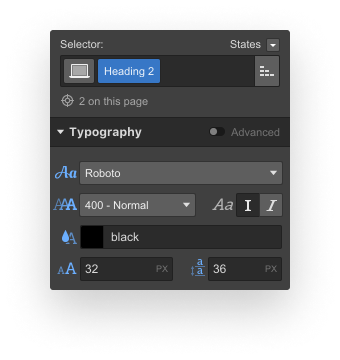 Selector: States
Heading 2
2 on this page
Typography Advanced
Aa Roboto
AAA 400 - Normal Aa I I
A black
AA 32 PX a a 36 PX